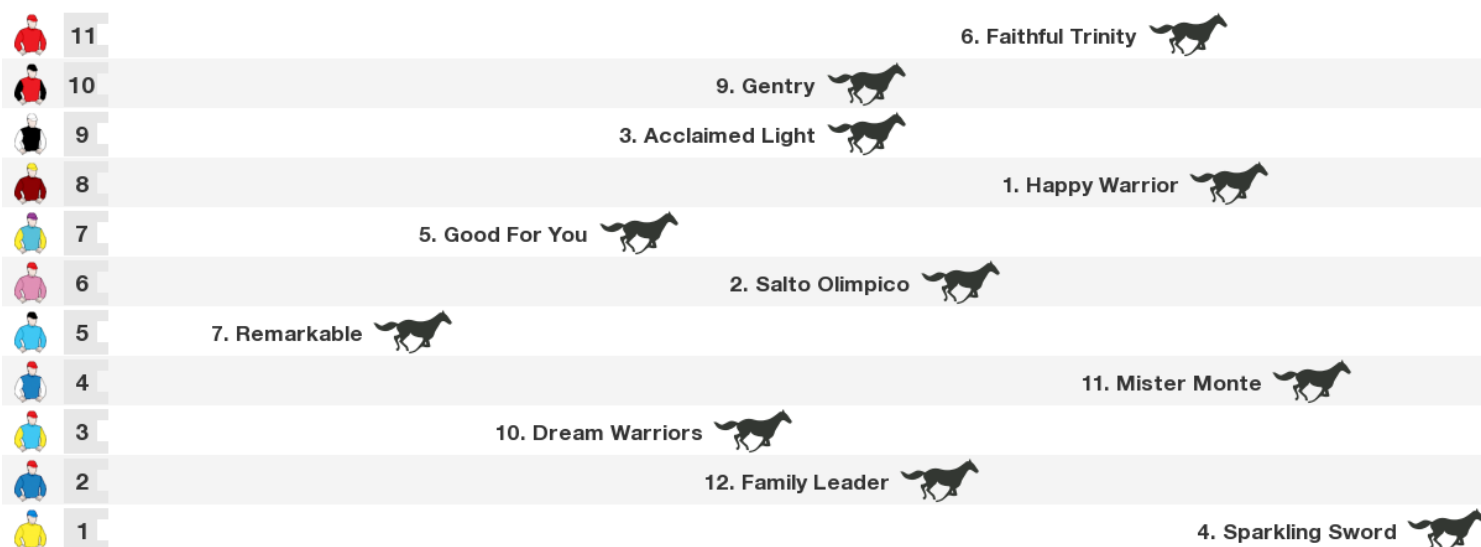 11 6. Faithful Trinity
10 9. Gentry
9 3. Acclaimed Light
8 1. Happy Warrior
7 5. Good For You
6 2. Salto Olimpico
5 7. Remarkable
4 11. Mister Monte
3 10. Dream Warriors
2 12. Family Leader
1 4. Sparkling Sword